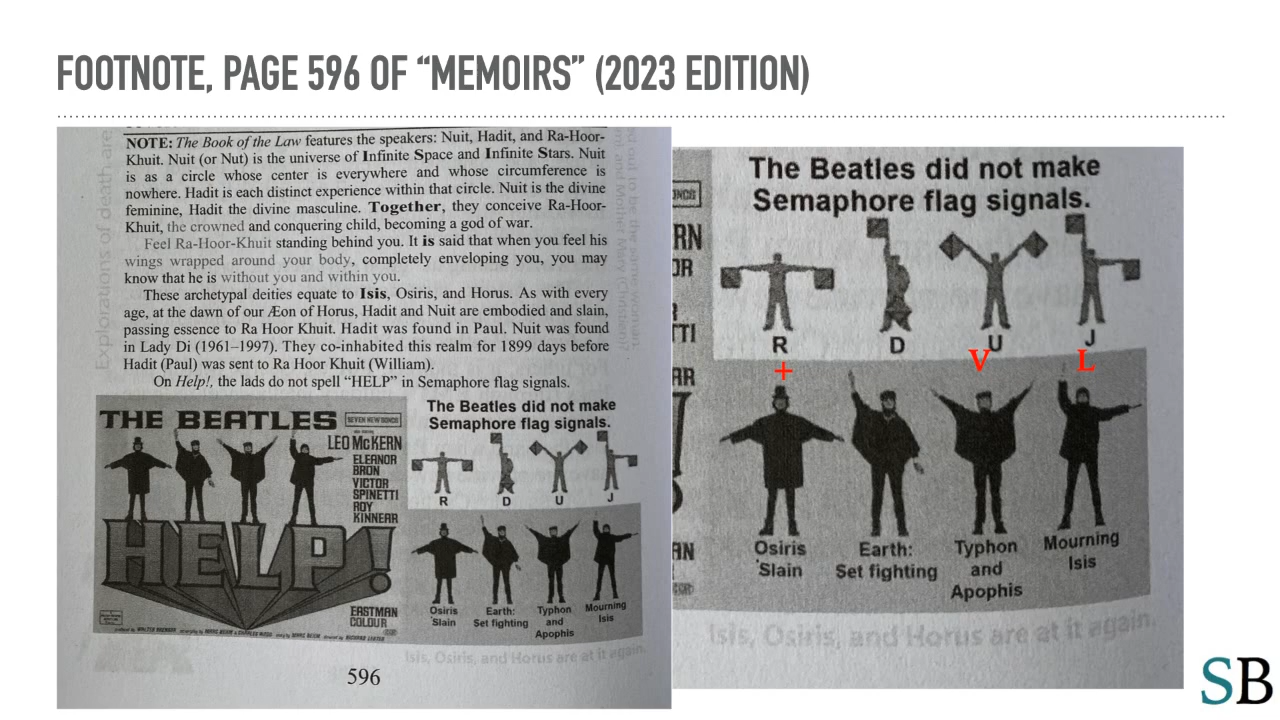 FOOTNOTE, PAGE 596 OF “MEMOIRS” (2023 EDITION)
NOTE: The Book of the Law features the speakers: Nuit, Hadit, and Ra-Hoor-
Khuit. Nuit (or Nut) is the universe of Infinite Space and Infinite Stars. Nuit
is as a circle whose center is everywhere and whose circumference is
nowhere. Hadit is each distinct experience within that circle. Nuit is the divine
feminine, Hadit the divine masculine. Together, they conceive Ra-Hoor-
Khuit, the crowned and conquering child, becoming a god of war.
Feel Ra-Hoor-Khuit standing behind you. It is said that when you feel his
wings wrapped around your body, completely enveloping you, you may
know that he is without you and within you.
These archetypal deities equate to Isis, Osiris, and Horus. As with every
age, at the dawn of our Æon of Horus, Hadit and Nuit are embodied and slain,
passing essence to Ra Hoor Khuit. Hadit was found in Paul. Nuit was found
in Lady Di (1961–1997). They co-inhabited this realm for 1899 days before
Hadit (Paul) was sent to Ra Hoor Khuit (William).
On Help!, the lads do not spell “HELP” in Semaphore flag signals.
Explorations of death are
THE BEATLES
SEVEN NEW SONGS
LEO McKERN
ELEANOR
BRON
VICTOR
SPINETTI
ROY
KINNEAR
HELP!
EASTMAN
COLOUR
The Beatles did not make
Semaphore flag signals.
R D U J
Osiris Slain
Earth: Set fighting
Typhon and Apophis
Mourning Isis
Isis, Osiris, and Horus are at it again.
596
ONGS
RN
OR
TTI
AR
AN
The Beatles did not make
Semaphore flag signals.
R D U J
+ V L
Osiris Slain
Earth: Set fighting
Typhon and Apophis
Mourning Isis
Isis, Osiris, and Horus are at it again.
SB